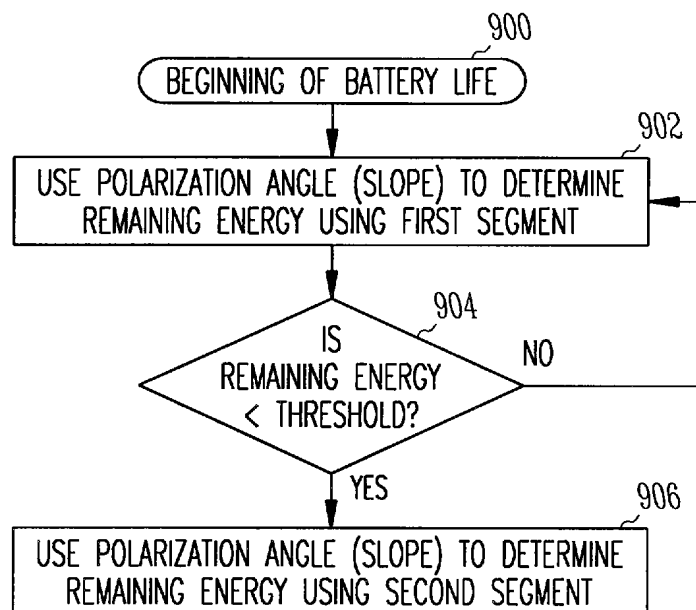 900
BEGINNING OF BATTERY LIFE
902
USE POLARIZATION ANGLE (SLOPE) TO DETERMINE
REMAINING ENERGY USING FIRST SEGMENT
904
IS
REMAINING ENERGY
< THRESHOLD?
NO
YES
906
USE POLARIZATION ANGLE (SLOPE) TO DETERMINE
REMAINING ENERGY USING SECOND SEGMENT